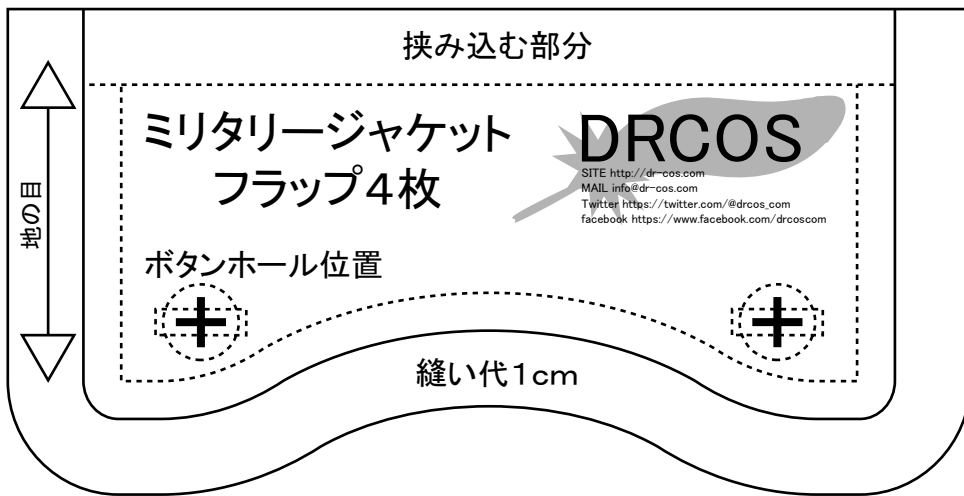 挟み込む部分
ミリタリージャケット
フラップ４枚
DRCOS
SITE http://dr-cos.com
MAIL info@dr-cos.com
Twitter https://twitter.com/@drcos_com
facebook https://www.facebook.com/drcoscom
地の目
ボタンホール位置
縫い代１cm